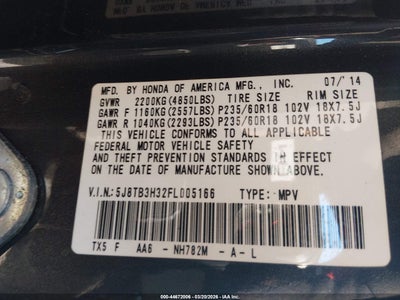 MFD. BY HONDA OF AMERICA MFG., INC. 07/'14
GVWR 2200KG(4850LBS) TIRE SIZE RIM SIZE
GAWR F 1160KG(2557LBS) P235/60R18 102V 18X7.5J
GAWR R 1040KG(2293LBS) P235/60R18 102V 18X7.5J
THIS VEHICLE CONFORMS TO ALL APPLICABLE
FEDERAL MOTOR VEHICLE SAFETY
AND THEFT PREVENTION STANDARDS IN EFFECT
ON THE DATE OF MANUFACTURE SHOWN ABOVE.
V.I.N:5J8TB3H32FL005166 TYPE: MPV
TX5 F AA6 - NH782M - A - L
000-44672006 - 03/20/2026 - IAAI.COM